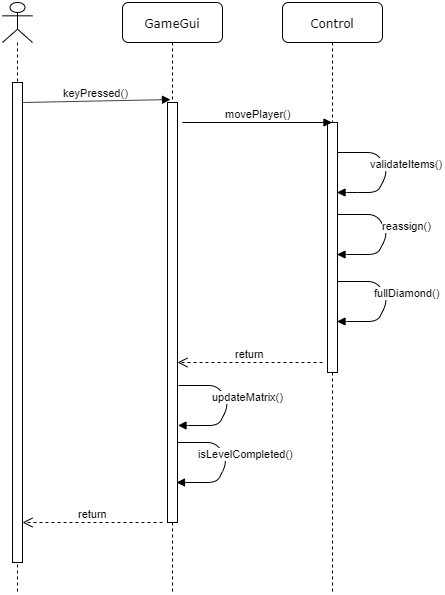 GameGui
Control
keyPressed()
movePlayer()
validateItems()
reassign()
fullDiamond()
return
updateMatrix()
isLevelCompleted()
return